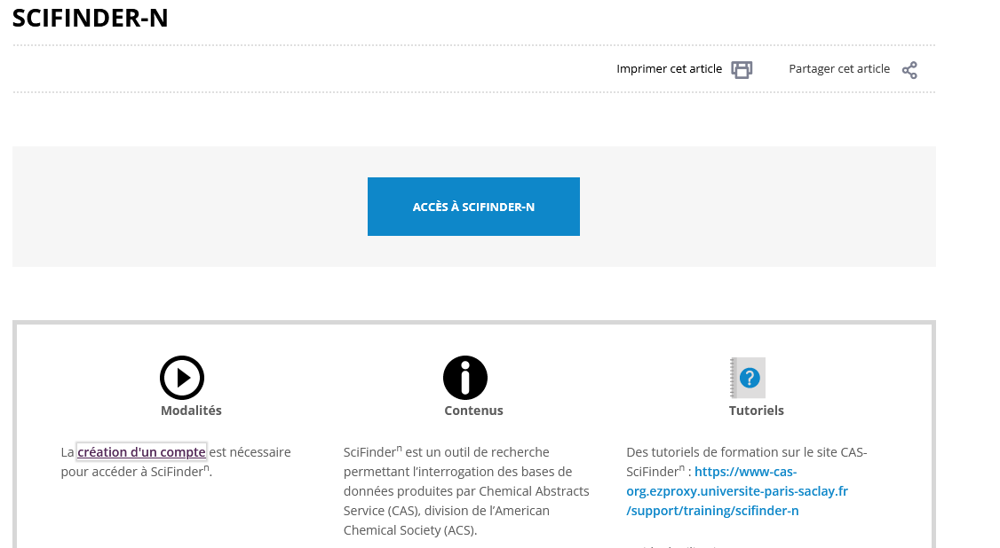 SCIFINDER-N
Imprimer cet article
Partager cet article
ACCÈS À SCIFINDER-N
Modalités
La création d'un compte est nécessaire
pour accéder à SciFinderⁿ.
Contenus
SciFinderⁿ est un outil de recherche
permettant l’interrogation des bases de
données produites par Chemical Abstracts
Service (CAS), division de l’American
Chemical Society (ACS).
Tutoriels
Des tutoriels de formation sur le site CAS-
SciFinderⁿ : https://www-cas-
org.ezproxy.universite-paris-saclay.fr
/support/training/scifinder-n